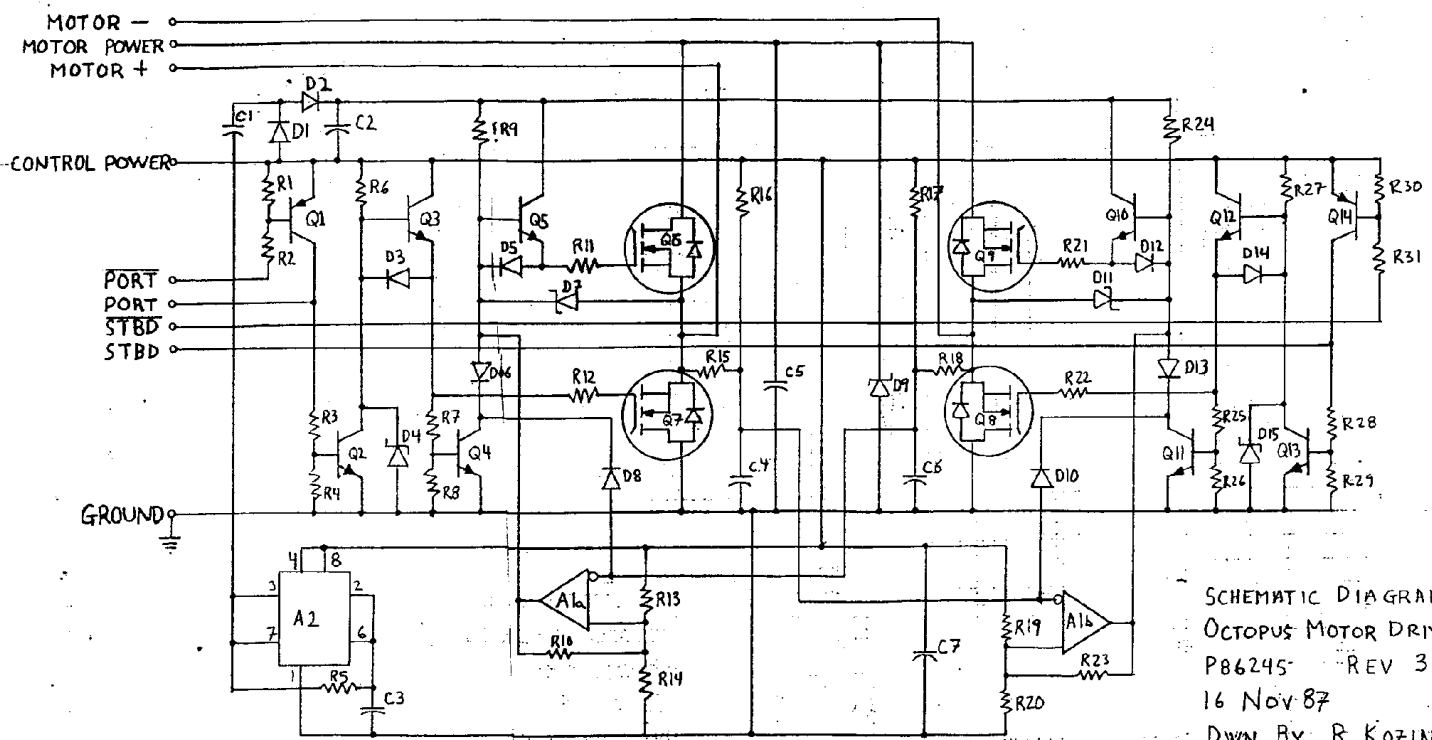 MOTOR -
MOTOR POWER
MOTOR +
D2
C1
D1
C2
R9
R24
CONTROL POWER
R1
Q1
R2
R6
Q3
D3
Q5
D5
R11
D7
R16
R17
Q9
R21
Q10
D12
D11
Q12
R27
D14
Q14
R30
R31
PORT
PORT
STBD
STBD
R3
Q2
R4
D4
R7
Q4
R8
R12
Q7
D8
R15
C4
C5
D9
R18
C6
Q8
R22
D10
D13
Q11
R25
R26
D15
Q13
R28
R29
GROUND
4 8
3 2
A2
7 6
1
R5
C3
A1a
R10
R13
R14
C7
R19
A1b
R23
R20
SCHEMATIC DIAGRA
OCTOPUS MOTOR DRI
P86245- REV 3
16 NOV 87
DWN BY R KOZIN